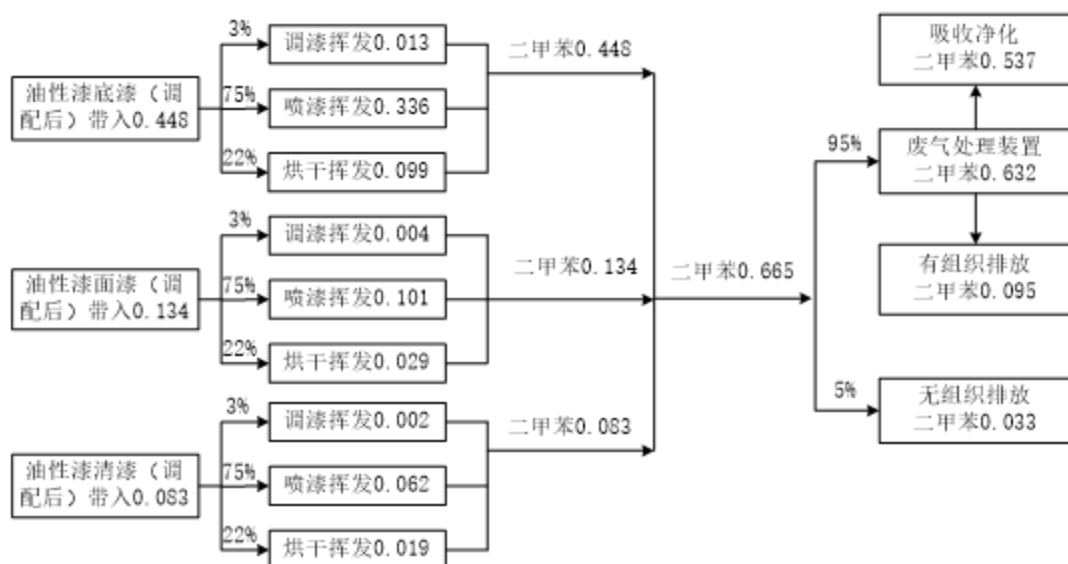 油性漆底漆（调
配后）带入0.448
3%
75%
22%
调漆挥发0.013
喷漆挥发0.336
烘干挥发0.099
二甲苯0.448
油性漆面漆（调
配后）带入0.134
3%
75%
22%
调漆挥发0.004
喷漆挥发0.101
烘干挥发0.029
二甲苯0.134
油性漆清漆（调
配后）带入0.083
3%
75%
22%
调漆挥发0.002
喷漆挥发0.062
烘干挥发0.019
二甲苯0.083
二甲苯0.665
95%
5%
吸收净化
二甲苯0.537
废气处理装置
二甲苯0.632
有组织排放
二甲苯0.095
无组织排放
二甲苯0.033